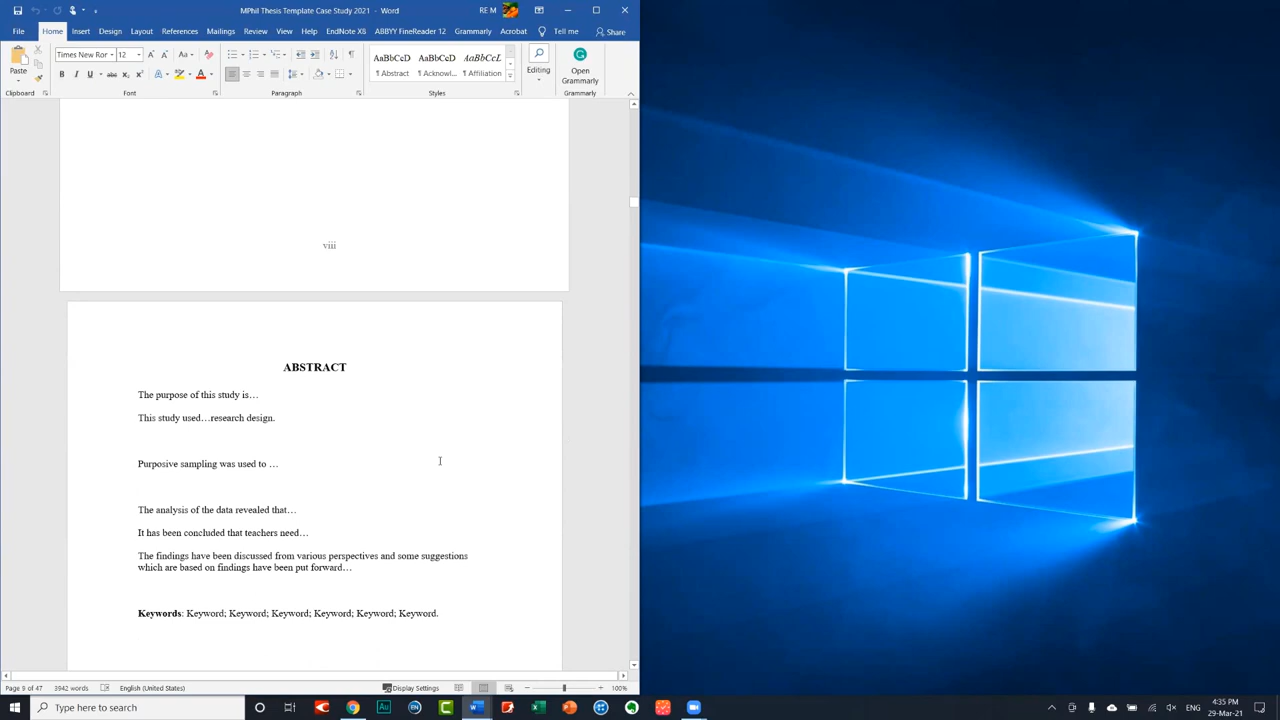 MPhil Thesis Template Case Study 2021 - Word
RE M
File Home Insert Design Layout References Mailings Review View Help EndNote X8 ABBYY FineReader 12 Grammarly Acrobat Tell me Share
Times New Ror 12
Paste
AaBbCcD AaBbCcD AaBbCcL
¶ Abstract ¶ Acknowl... ¶ Affiliation
Editing
Open
Grammarly
Clipboard Font Paragraph Styles Grammarly
viii
ABSTRACT
The purpose of this study is…
This study used…research design.
Purposive sampling was used to …
The analysis of the data revealed that…
It has been concluded that teachers need…
The findings have been discussed from various perspectives and some suggestions
which are based on findings have been put forward…
Keywords: Keyword; Keyword; Keyword; Keyword; Keyword; Keyword.
Page 9 of 47 3942 words English (United States) Display Settings 100%
Type here to search
ENG
4:35 PM
29-Mar-21